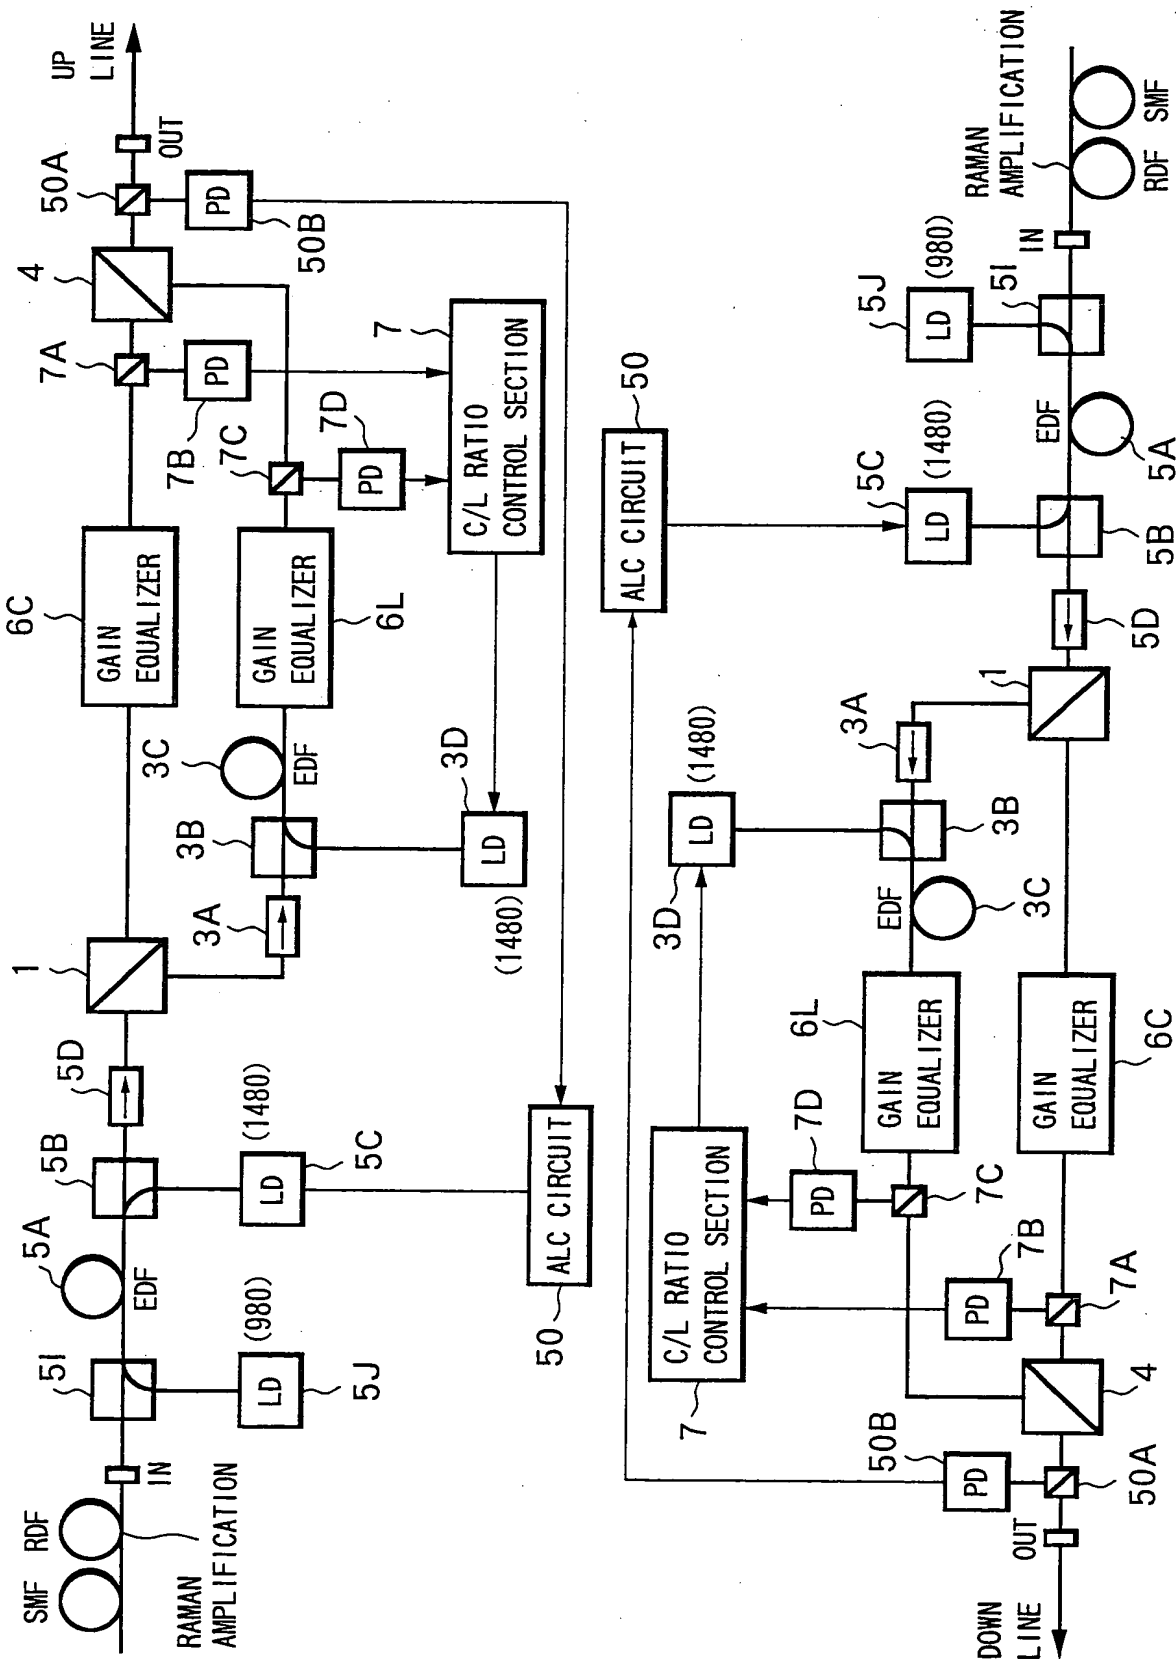 UP
LINE
OUT
50A
PD
50B
4
7A
PD
7B
7
C/L RATIO
CONTROL SECTION
7C
7D
PD
6C
GAIN
EQUALIZER
GAIN
EQUALIZER
6L
3C
EDF
3B
3D
LD
(1480)
3A
1
5D
5B
(1480)
LD
5C
ALC CIRCUIT
50
5A
EDF
5I
(980)
LD
5J
IN
SMF
RDF
RAMAN
AMPLIFICATION
RAMAN
AMPLIFICATION
RDF
SMF
IN
5J
LD
(980)
5I
50
ALC CIRCUIT
5C
LD
(1480)
EDF
5A
5B
5D
1
3A
3D
LD
(1480)
3B
EDF
3C
6L
GAIN
EQUALIZER
GAIN
EQUALIZER
6C
C/L RATIO
CONTROL SECTION
7
7D
PD
7C
7B
PD
7A
4
50B
PD
50A
OUT
DOWN
LINE